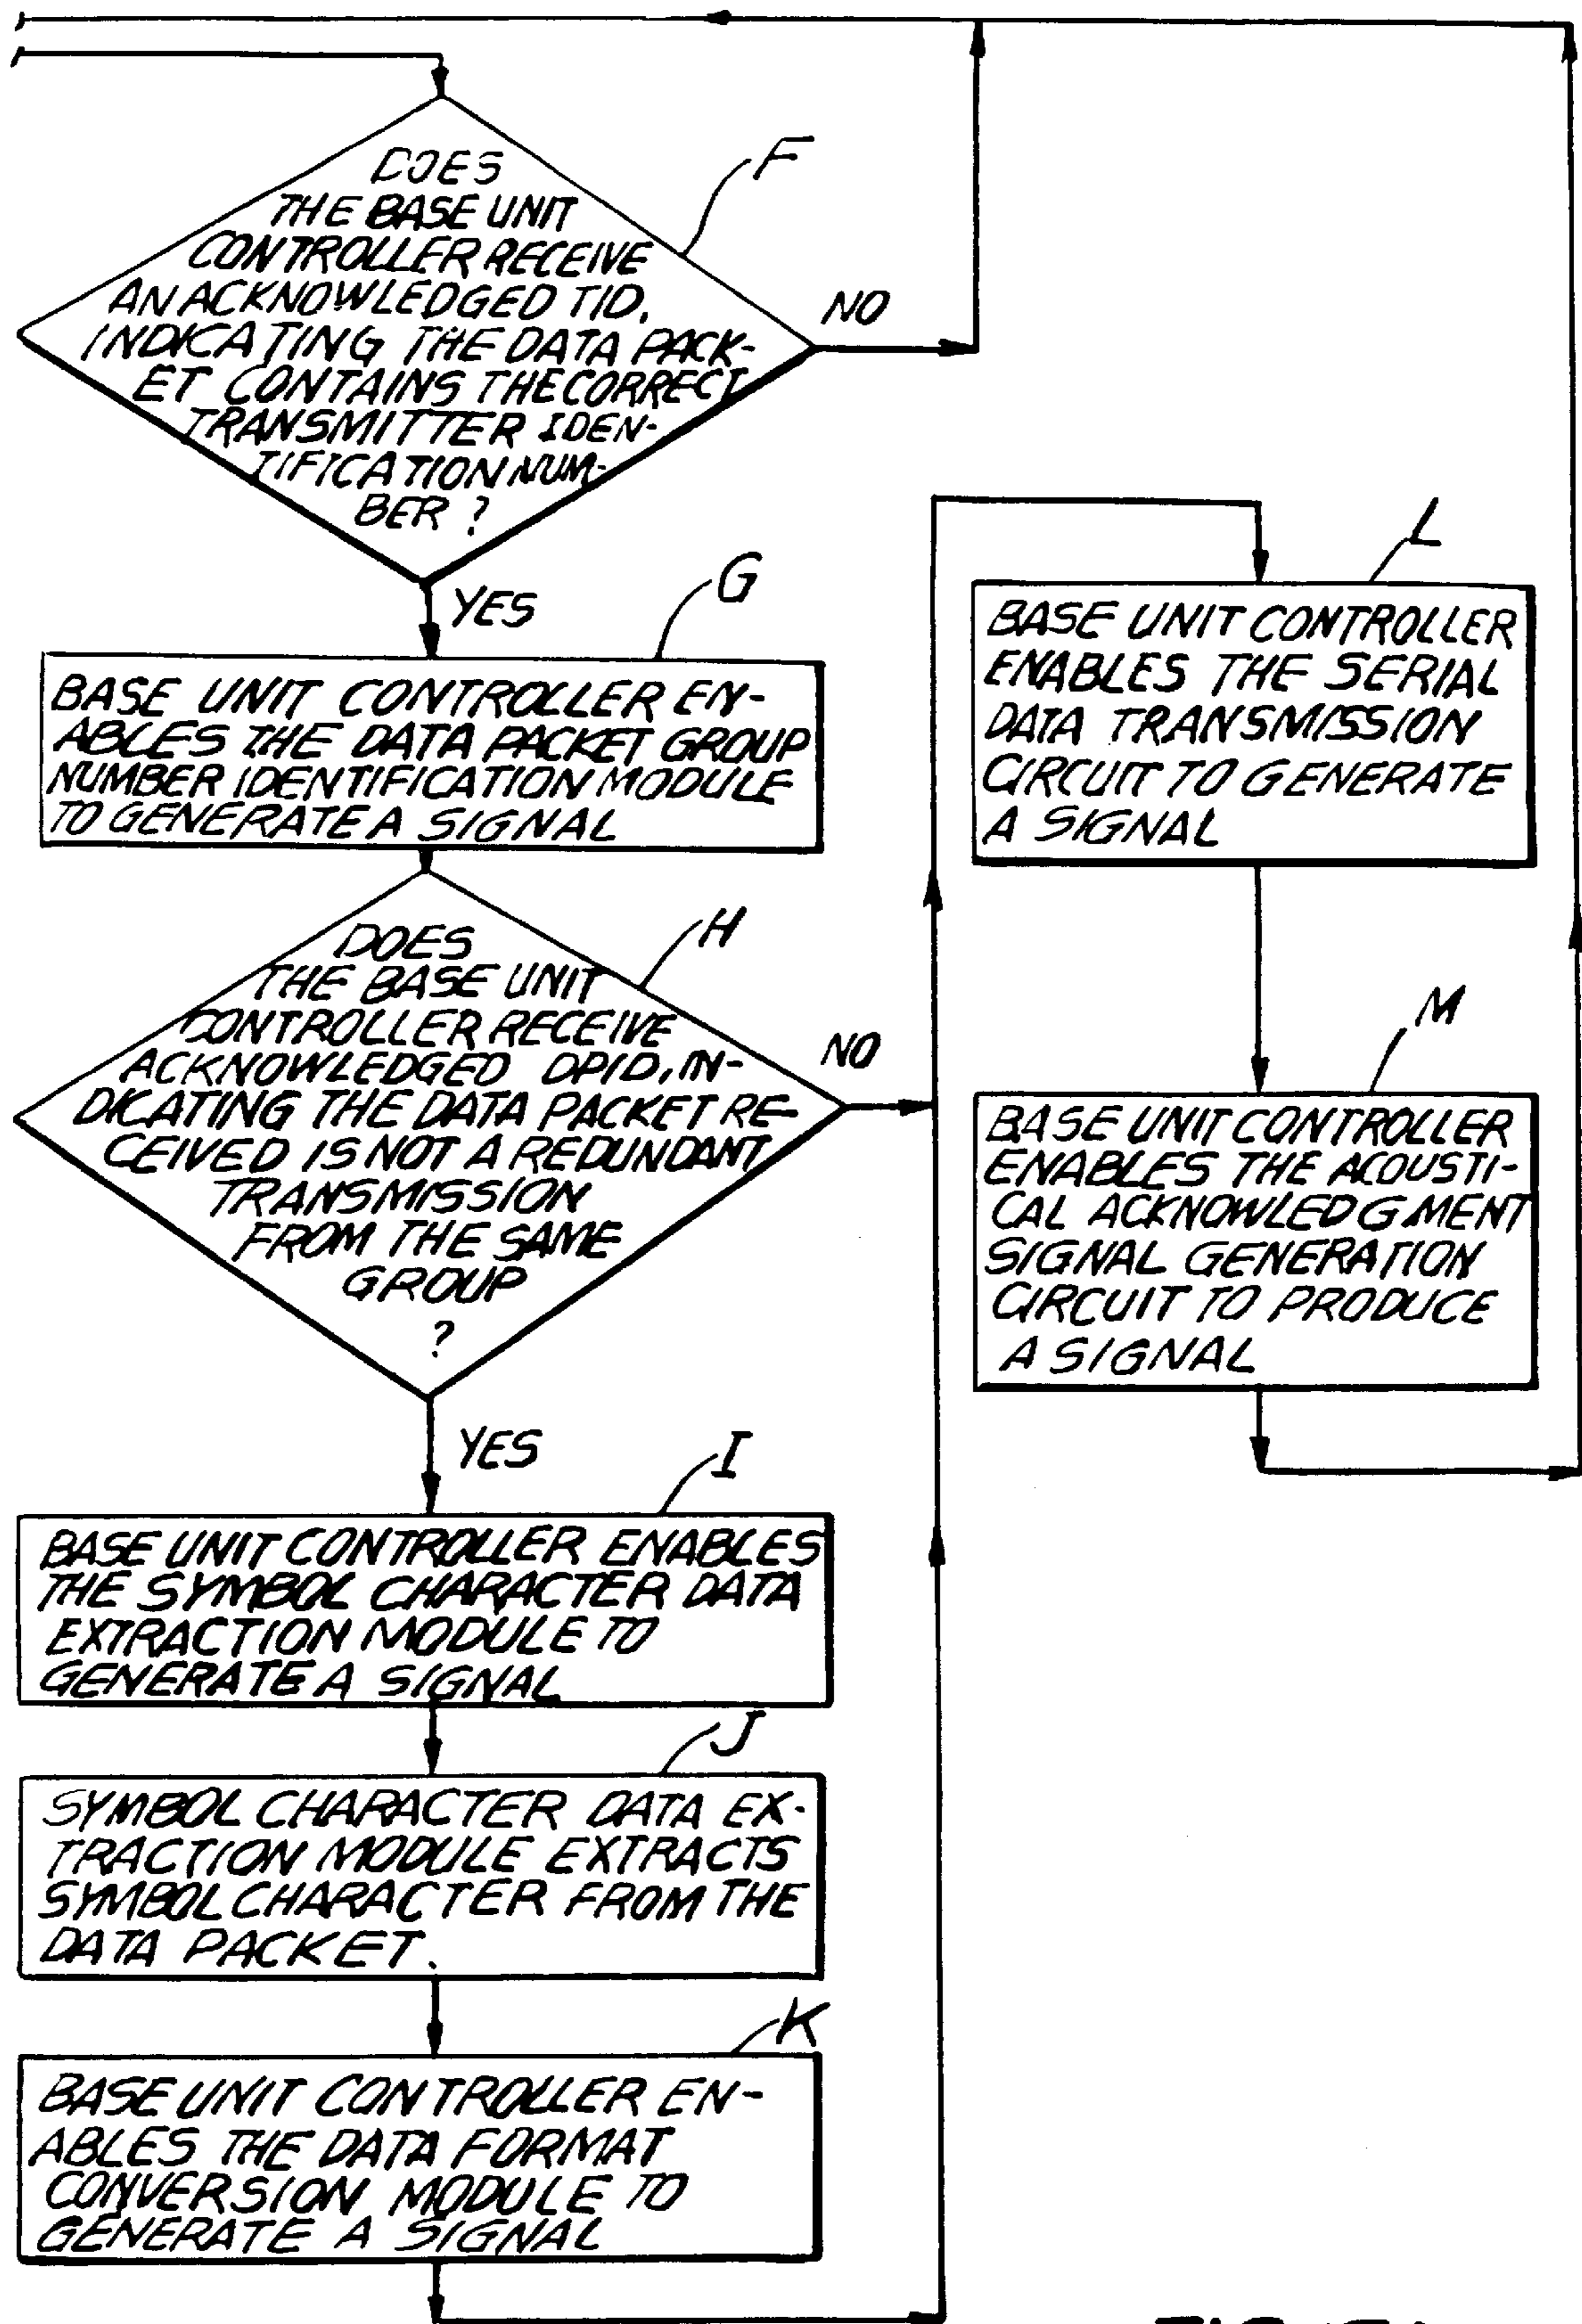 F
DOES
THE BASE UNIT
CONTROLLER RECEIVE
AN ACKNOWLEDGED TID,
INDICATING THE DATA PACK-
ET CONTAINS THE CORRECT
TRANSMITTER IDEN-
TIFICATION NUM-
BER ?
NO
YES
G
BASE UNIT CONTROLLER EN-
ABLES THE DATA PACKET GROUP
NUMBER IDENTIFICATION MODULE
TO GENERATE A SIGNAL
H
DOES
THE BASE UNIT
CONTROLLER RECEIVE
ACKNOWLEDGED DPID, IN-
DICATING THE DATA PACKET RE-
CEIVED IS NOT A REDUNDANT
TRANSMISSION
FROM THE SAME
GROUP
?
NO
YES
I
BASE UNIT CONTROLLER ENABLES
THE SYMBOL CHARACTER DATA
EXTRACTION MODULE TO
GENERATE A SIGNAL
J
SYMBOL CHARACTER DATA EX-
TRACTION MODULE EXTRACTS
SYMBOL CHARACTER FROM THE
DATA PACKET.
K
BASE UNIT CONTROLLER EN-
ABLES THE DATA FORMAT
CONVERSION MODULE TO
GENERATE A SIGNAL
L
BASE UNIT CONTROLLER
ENABLES THE SERIAL
DATA TRANSMISSION
CIRCUIT TO GENERATE
A SIGNAL
M
BASE UNIT CONTROLLER
ENABLES THE ACOUSTI-
CAL ACKNOWLEDGMENT
SIGNAL GENERATION
CIRCUIT TO PRODUCE
A SIGNAL